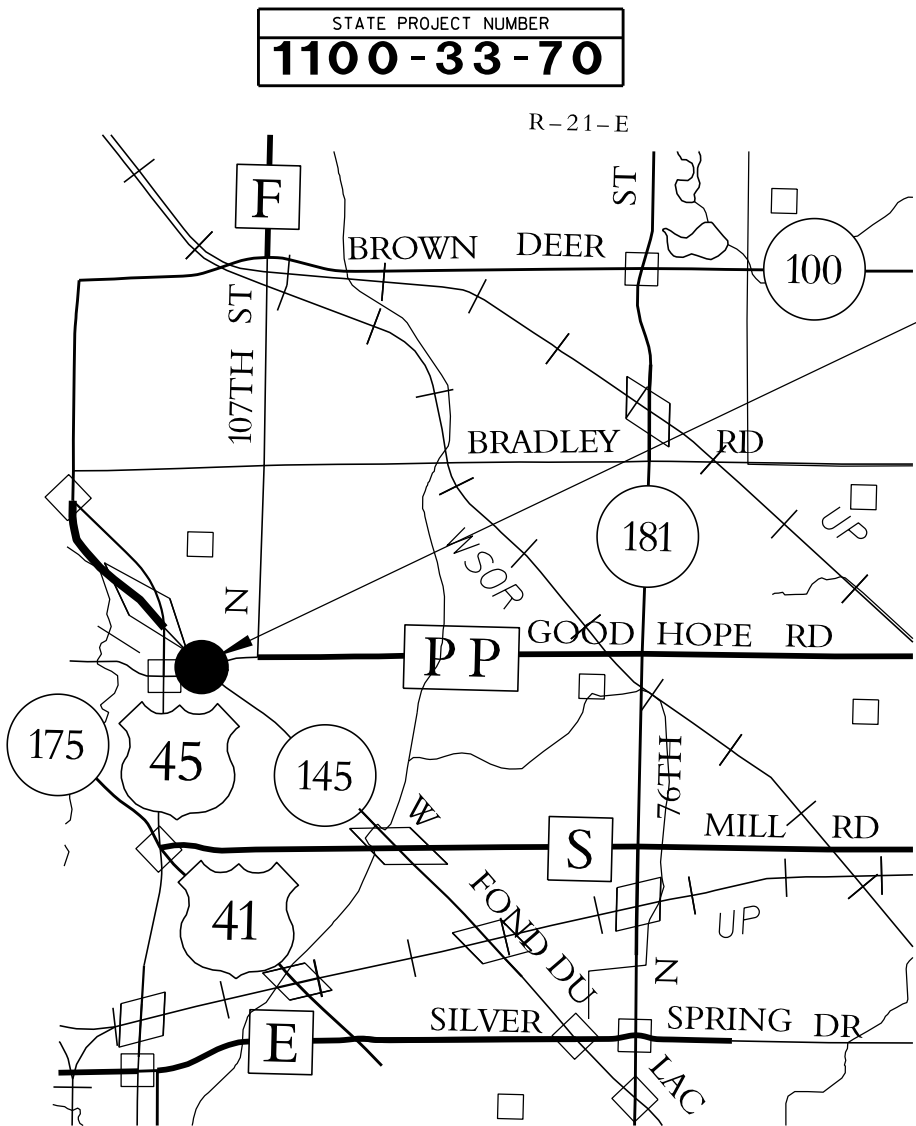 STATE PROJECT NUMBER
1100-33-70
R-21-E
F
ST
BROWN DEER
100
107TH ST
N
BRADLEY RD
181
UP
WSOR
GOOD HOPE RD
PP
175
45
145
76TH
W
MILL RD
S
FOND DU
41
UP
N
SILVER SPRING DR
E
LAC